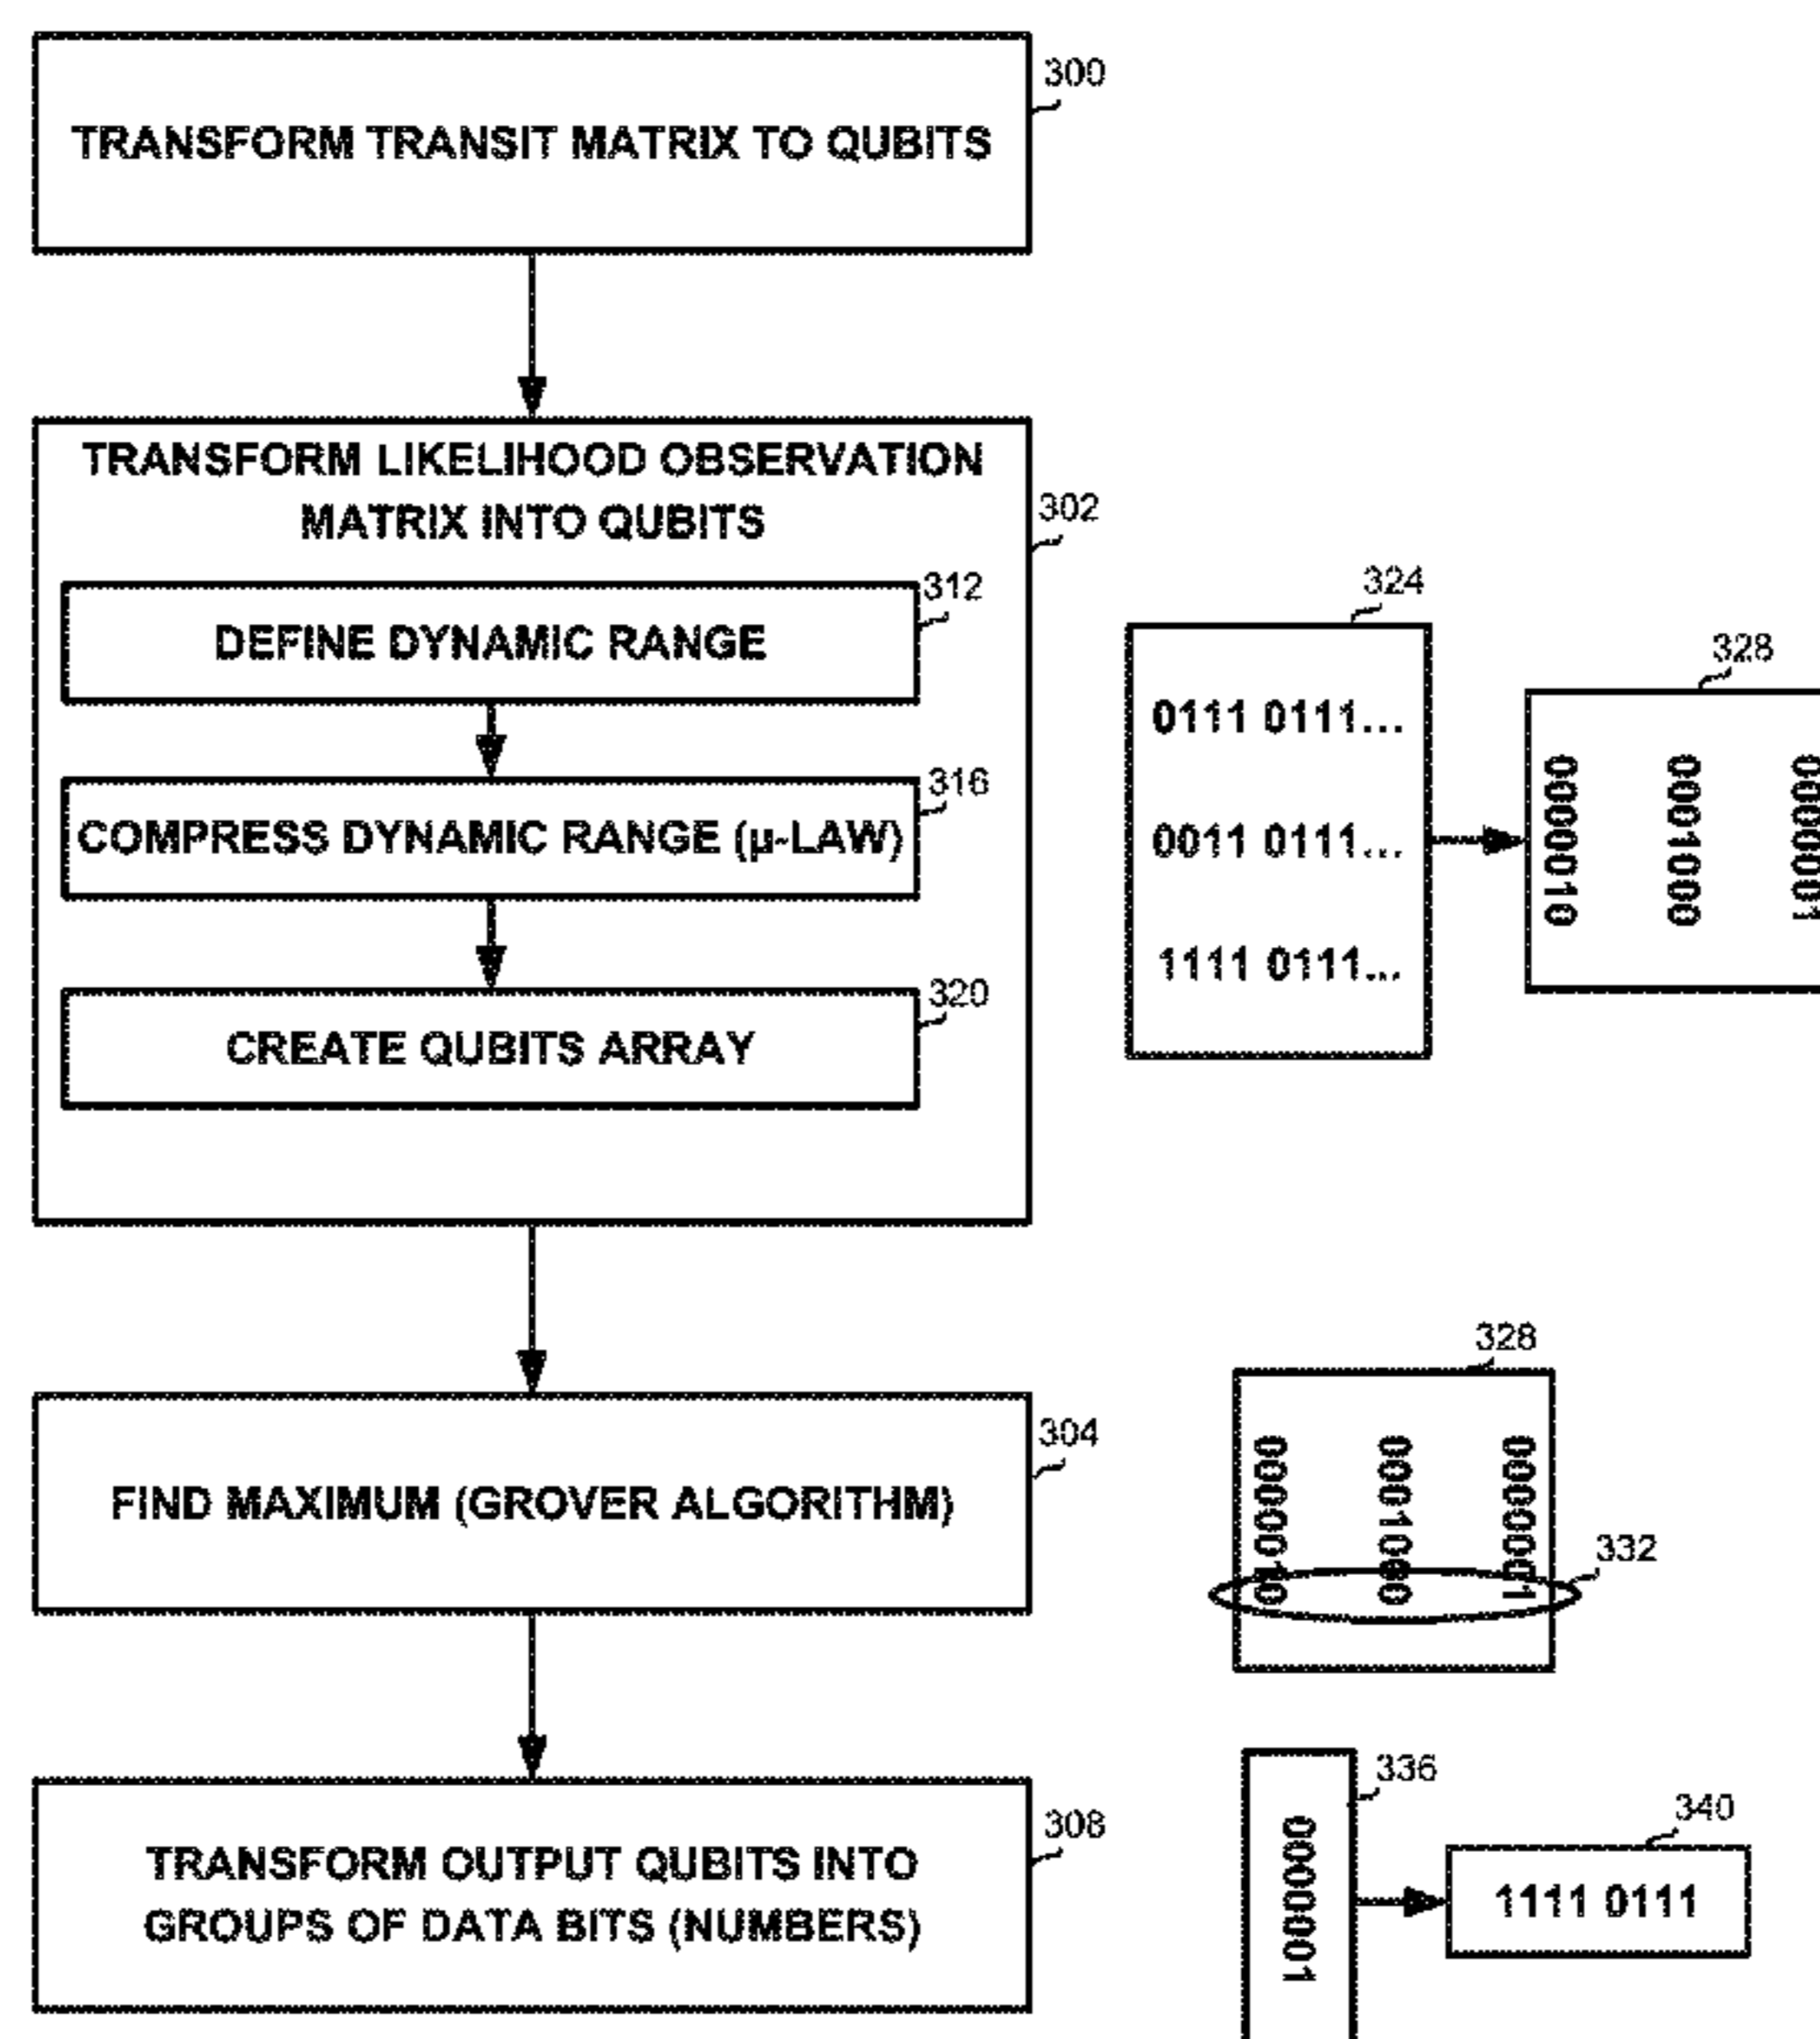 300
TRANSFORM TRANSIT MATRIX TO QUBITS
TRANSFORM LIKELIHOOD OBSERVATION
MATRIX INTO QUBITS
302
312
DEFINE DYNAMIC RANGE
316
COMPRESS DYNAMIC RANGE (µ-LAW)
320
CREATE QUBITS ARRAY
324
0111 0111...
0011 0111...
1111 0111...
328
0000010
0001000
0000001
304
FIND MAXIMUM (GROVER ALGORITHM)
328
0000010
0001000
0000001
332
308
TRANSFORM OUTPUT QUBITS INTO
GROUPS OF DATA BITS (NUMBERS)
336
0000001
340
1111 0111